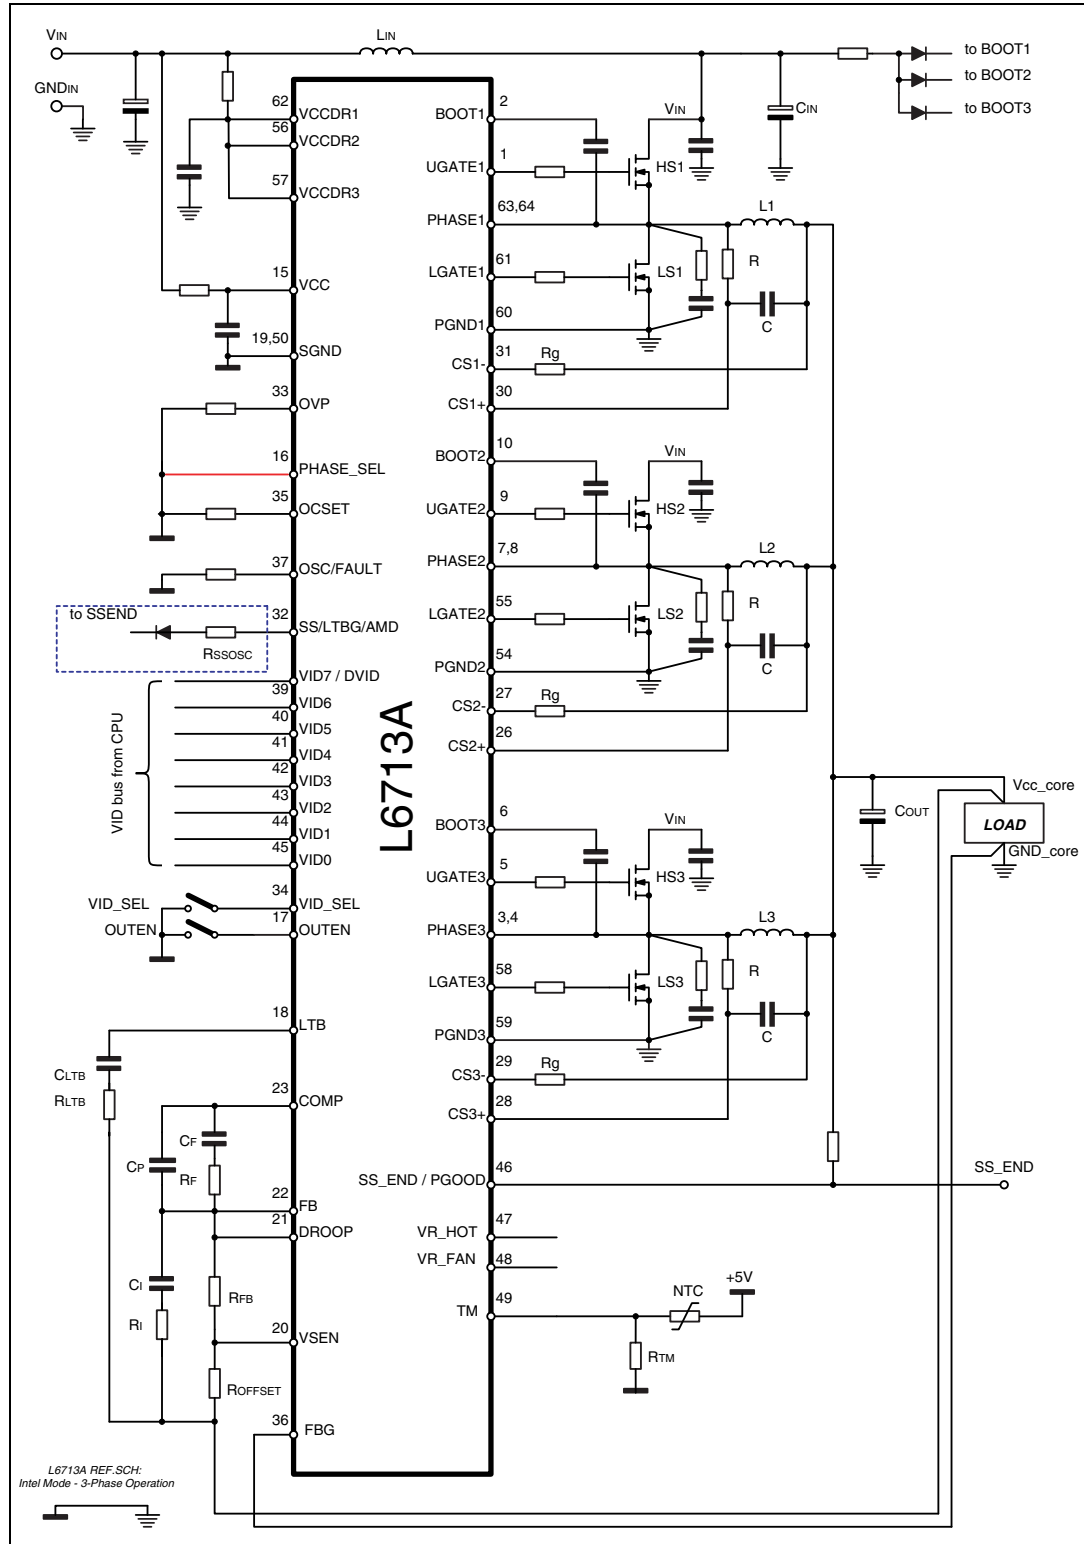 VIN
LIN
to BOOT1
to BOOT2
to BOOT3
GNDIN
CIN
62
VCCDR1
56
VCCDR2
57
VCCDR3
15
VCC
19,50
SGND
33
OVP
16
PHASE_SEL
35
OCSET
37
OSC/FAULT
to SSEND
32
SS/LTBG/AMD
RSSOSC
VID7 / DVID
39
VID6
40
VID5
41
VID4
42
VID3
43
VID2
44
VID1
45
VID0
VID bus from CPU
34
VID_SEL
VID_SEL
17
OUTEN
OUTEN
18
LTB
CLTB
RLTB
23
COMP
CF
CP
RF
22
FB
21
DROOP
CI
RFB
RI
20
VSEN
ROFFSET
36
FBG
L6713A
2
BOOT1
VIN
1
UGATE1
HS1
63,64
PHASE1
L1
61
LGATE1
LS1
R
60
PGND1
C
31
CS1-
Rg
30
CS1+
10
BOOT2
VIN
9
UGATE2
HS2
7,8
PHASE2
L2
55
LGATE2
LS2
R
54
PGND2
C
27
CS2-
Rg
26
CS2+
6
BOOT3
VIN
5
UGATE3
HS3
3,4
PHASE3
L3
58
LGATE3
LS3
R
59
PGND3
C
29
CS3-
Rg
28
CS3+
COUT
Vcc_core
LOAD
GND_core
46
SS_END / PGOOD
SS_END
47
VR_HOT
48
VR_FAN
49
TM
NTC
+5V
RTM
L6713A REF.SCH:
Intel Mode - 3-Phase Operation